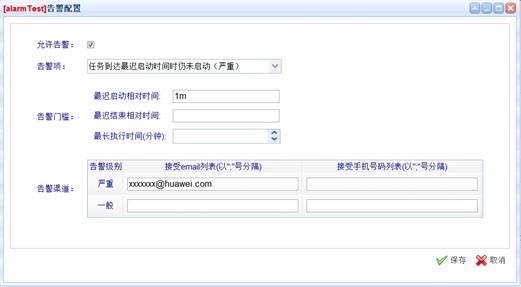 [alarmTest]告警配置
允许告警：
告警项： 任务到达最迟启动时间时仍未启动（严重）
告警门槛： 最迟启动相对时间: 1m
最迟结束相对时间:
最长执行时间(分钟):
告警渠道： 告警级别 接受email列表(以";"号分隔) 接受手机号码列表(以";"号分隔)
严重 xxxxxxx@huawei.com
一般
保存 取消